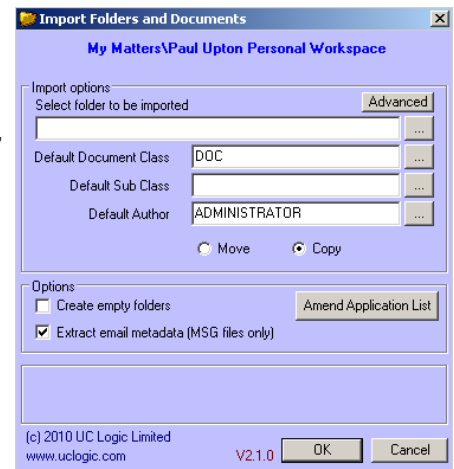 Import Folders and Documents
My Matters\Paul Upton Personal Workspace
Import options
Select folder to be imported
Advanced
...
Default Document Class DOC ...
Default Sub Class ...
Default Author ADMINISTRATOR ...
Move Copy
Options
Create empty folders
Amend Application List
Extract email metadata (MSG files only)
(c) 2010 UC Logic Limited
www.uclogic.com V2.1.0 OK Cancel